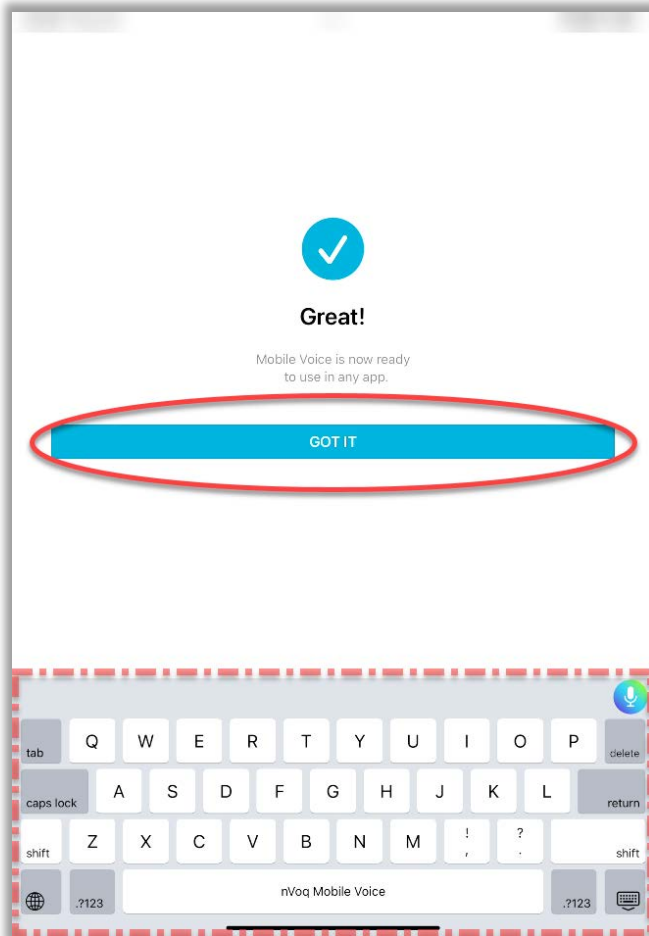 Great!
Mobile Voice is now ready
to use in any app.
GOT IT
tab Q W E R T Y U I O P delete
caps lock A S D F G H J K L return
shift Z X C V B N M ! , ? . shift
.?123 nVoq Mobile Voice .?123